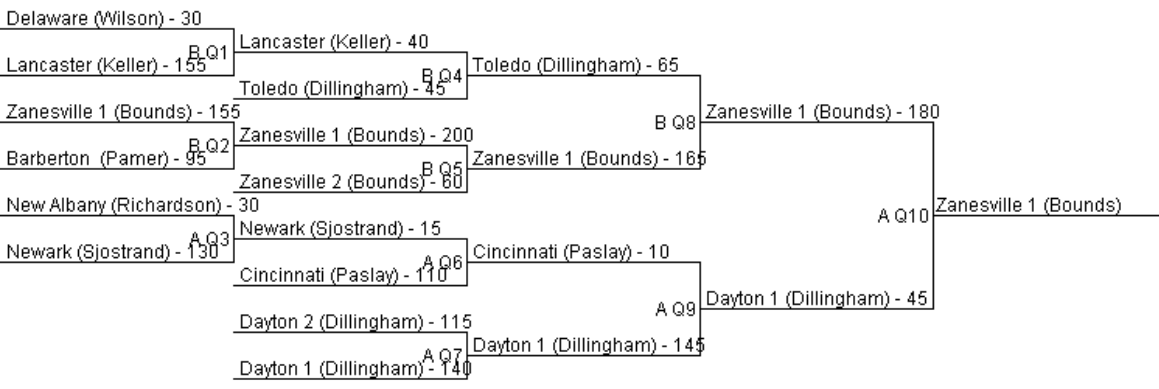 Delaware (Wilson) - 30
Lancaster (Keller) - 155
B Q1
Lancaster (Keller) - 40
Toledo (Dillingham) - 45
B Q4
Toledo (Dillingham) - 65
Zanesville 1 (Bounds) - 155
Barberton (Pamer) - 95
B Q2
Zanesville 1 (Bounds) - 200
Zanesville 2 (Bounds) - 60
B Q5
Zanesville 1 (Bounds) - 165
B Q8
Zanesville 1 (Bounds) - 180
New Albany (Richardson) - 30
Newark (Sjostrand) - 130
A Q3
Newark (Sjostrand) - 15
Cincinnati (Paslay) - 110
A Q6
Cincinnati (Paslay) - 10
Dayton 2 (Dillingham) - 115
Dayton 1 (Dillingham) - 140
A Q7
Dayton 1 (Dillingham) - 145
A Q9
Dayton 1 (Dillingham) - 45
A Q10
Zanesville 1 (Bounds)